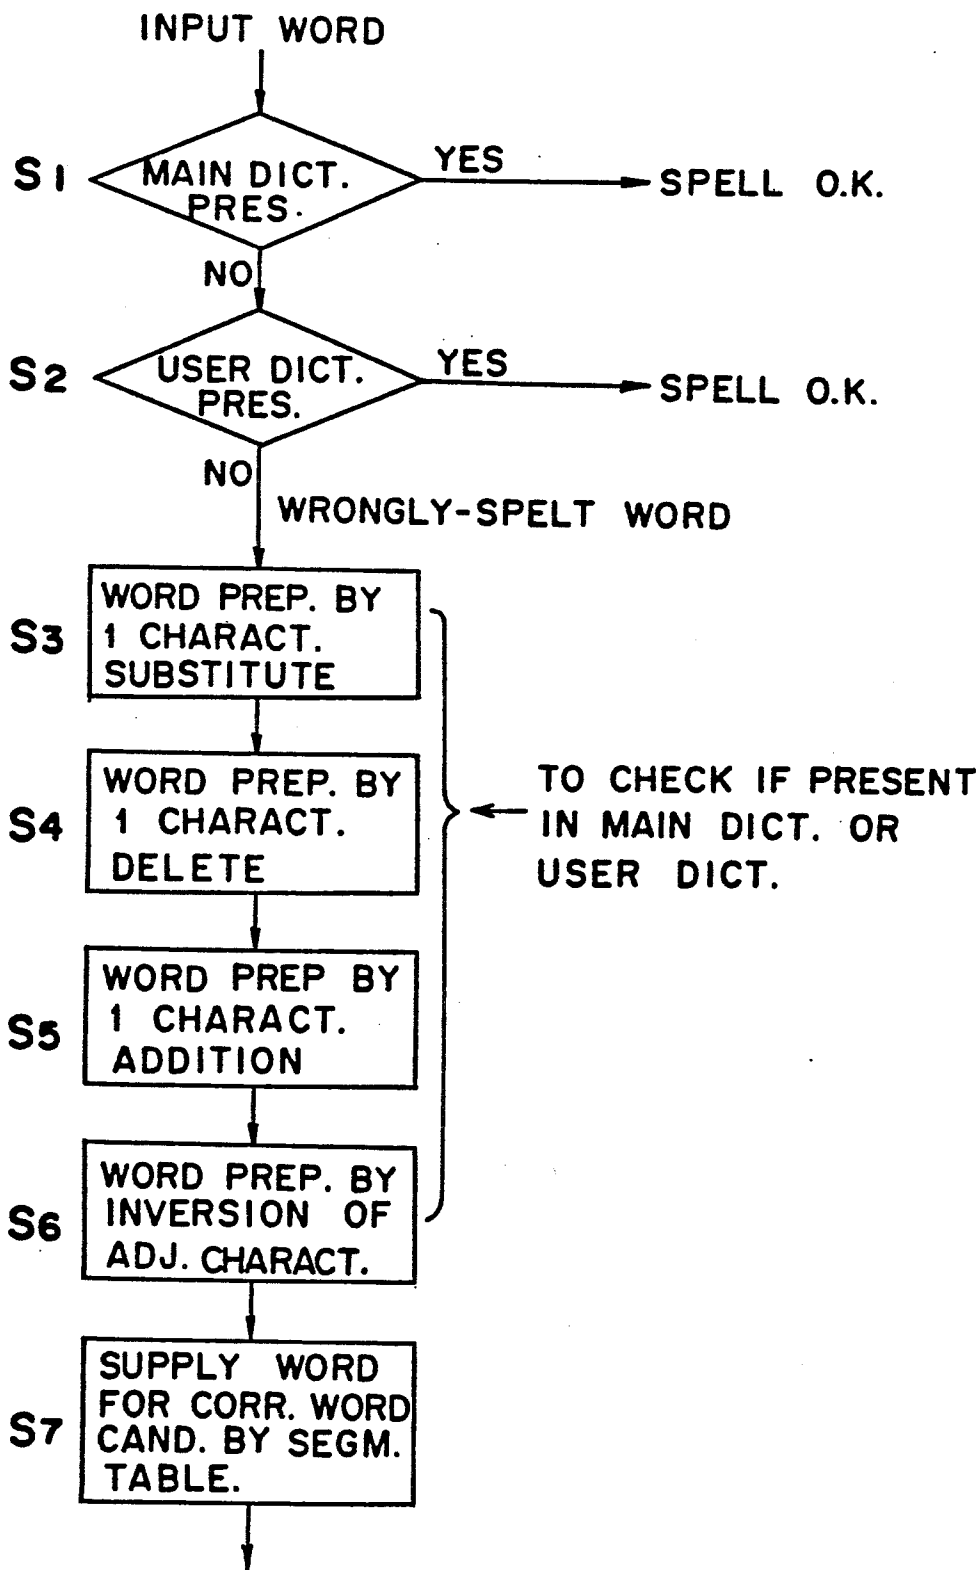 INPUT WORD
S1
MAIN DICT.
PRES.
YES
SPELL O.K.
NO
S2
USER DICT.
PRES.
YES
SPELL O.K.
NO
WRONGLY-SPELT WORD
S3
WORD PREP. BY
1 CHARACT.
SUBSTITUTE
S4
WORD PREP. BY
1 CHARACT.
DELETE
TO CHECK IF PRESENT
IN MAIN DICT. OR
USER DICT.
S5
WORD PREP BY
1 CHARACT.
ADDITION
S6
WORD PREP. BY
INVERSION OF
ADJ. CHARACT.
S7
SUPPLY WORD
FOR CORR. WORD
CAND. BY SEGM.
TABLE.